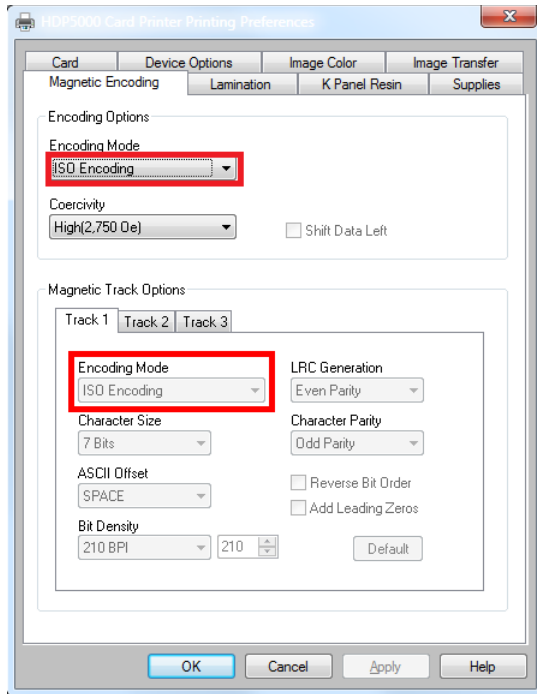 HDP5000 Card Printer Printing Preferences
Card Device Options Image Color Image Transfer
Magnetic Encoding Lamination K Panel Resin Supplies
Encoding Options
Encoding Mode
ISO Encoding
Coercivity
High(2,750 Oe)
Shift Data Left
Magnetic Track Options
Track 1 Track 2 Track 3
Encoding Mode LRC Generation
ISO Encoding Even Parity
Character Size Character Parity
7 Bits Odd Parity
ASCII Offset
SPACE
Reverse Bit Order
Add Leading Zeros
Bit Density
210 BPI 210 Default
OK Cancel Apply Help